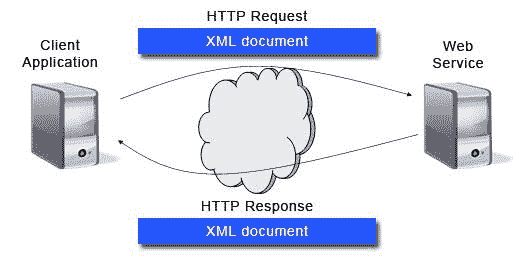 HTTP Request
XML document
Client
Application
Web
Service
HTTP Response
XML document